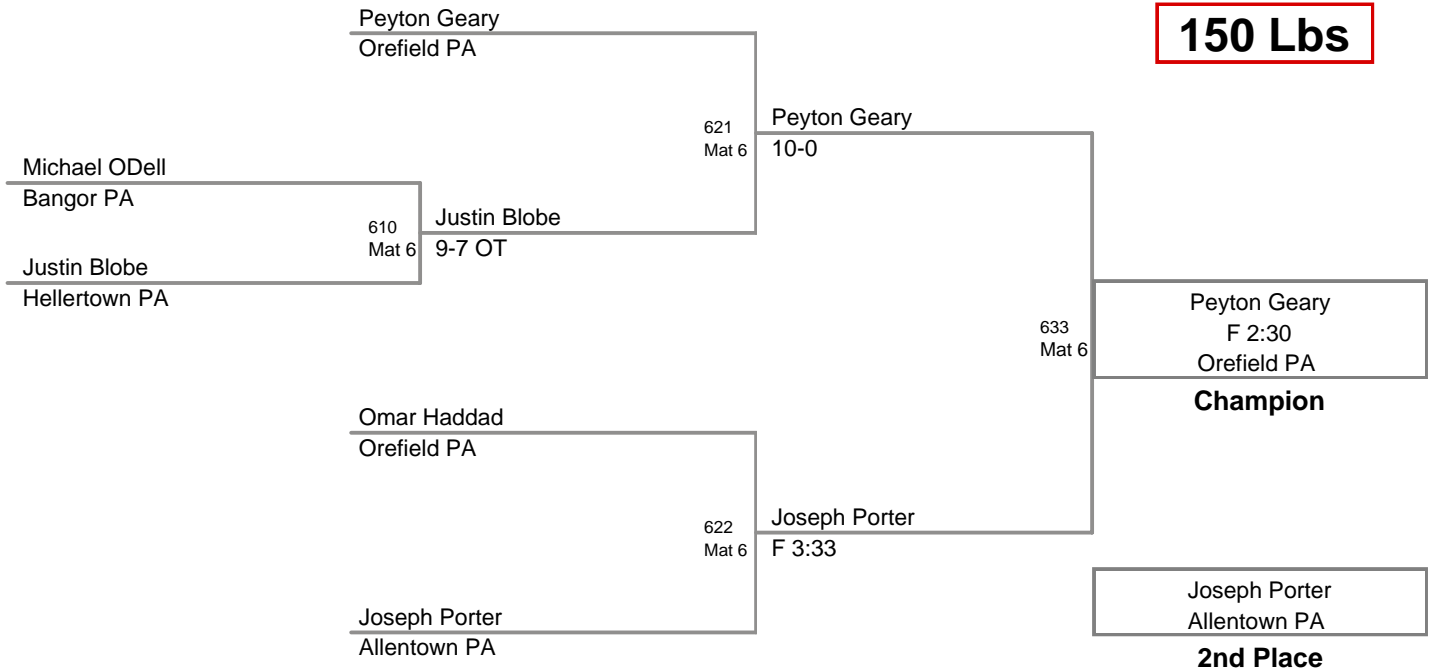 Peyton Geary
Orefield PA
150 Lbs
621
Mat 6
Peyton Geary
10-0
Michael ODell
Bangor PA
610
Mat 6
Justin Blobe
9-7 OT
Justin Blobe
Hellertown PA
633
Mat 6
Peyton Geary
F 2:30
Orefield PA
Champion
Omar Haddad
Orefield PA
622
Mat 6
Joseph Porter
F 3:33
Joseph Porter
Allentown PA
Joseph Porter
Allentown PA
2nd Place